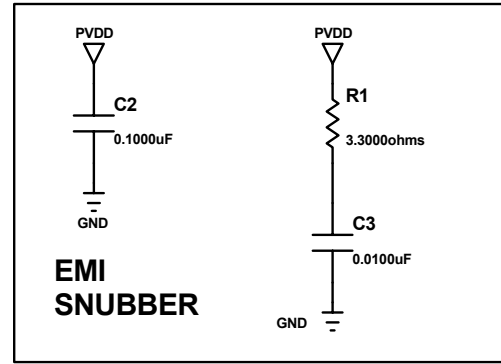 PVDD
C2
0.1000uF
GND
PVDD
R1
3.3000ohms
C3
0.0100uF
GND
EMI
SNUBBER